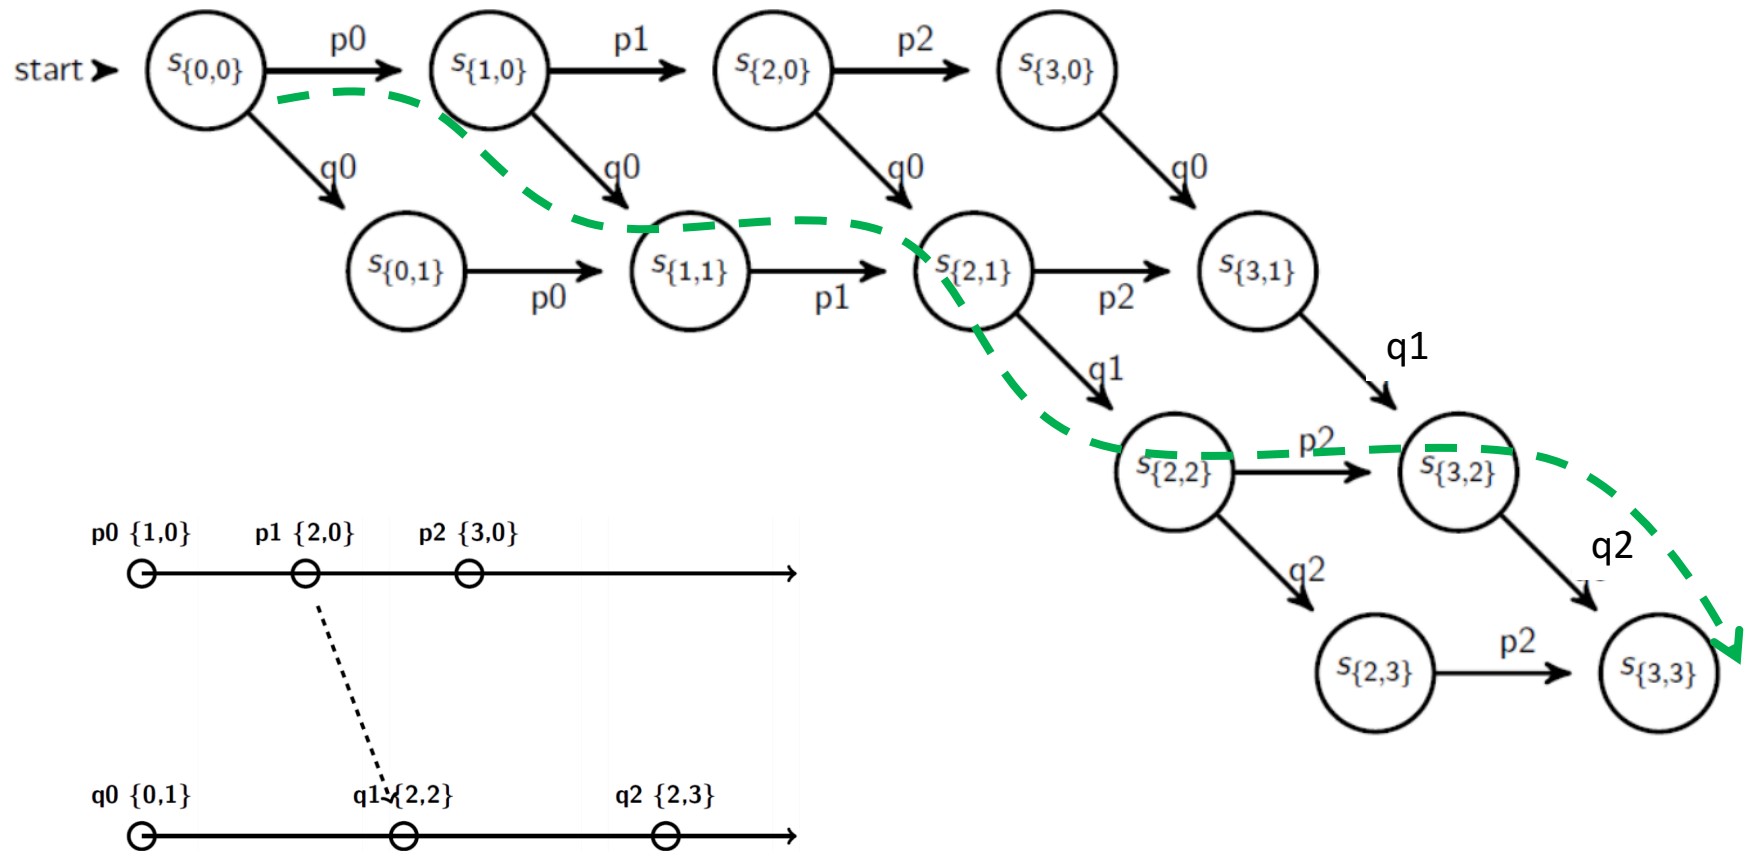 p0 p1 p2
start S{0,0} S{1,0} S{2,0} S{3,0}
q0 q0 q0 q0
S{0,1} S{1,1} S{2,1} S{3,1}
p0 p1 p2
q1 q1
p2
S{2,2} S{3,2}
p0 {1,0} p1 {2,0} p2 {3,0}
q2 q2
p2
S{2,3} S{3,3}
q0 {0,1} q1 {2,2} q2 {2,3}